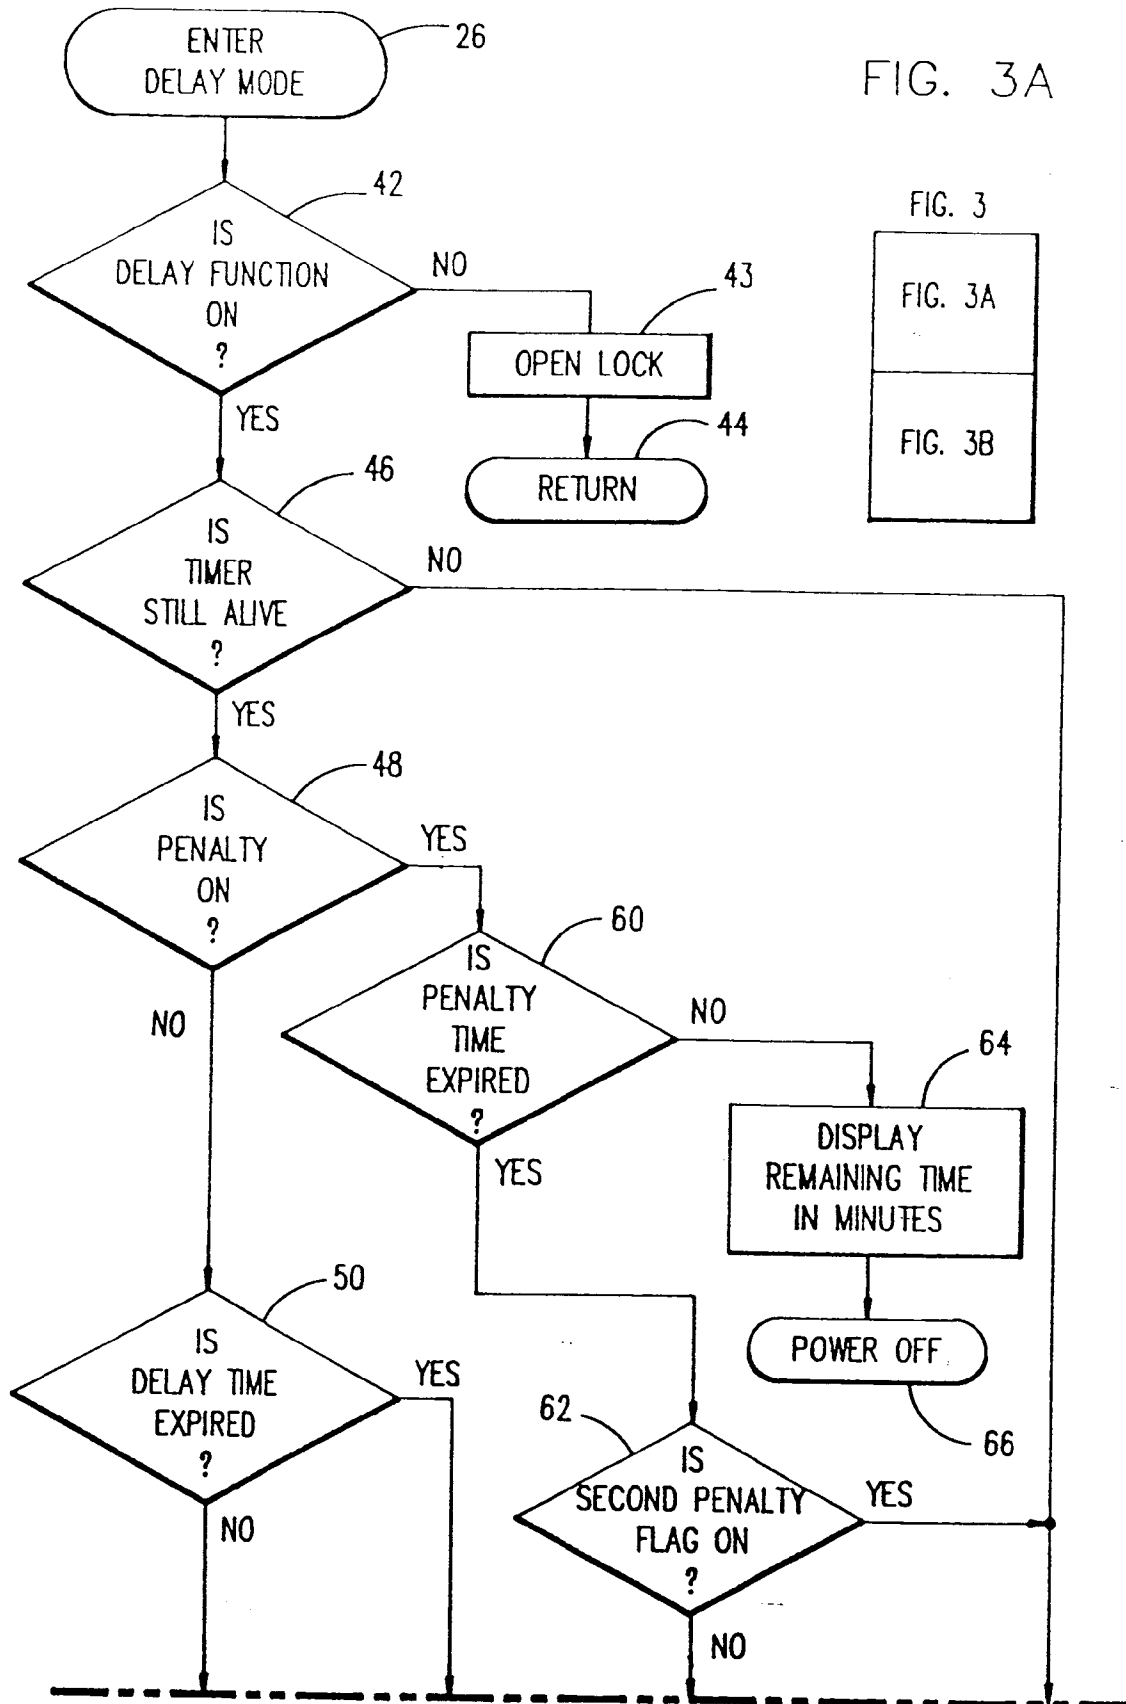 ENTER
DELAY MODE
26
FIG. 3A
42
IS
DELAY FUNCTION
ON
?
NO
YES
43
OPEN LOCK
44
RETURN
FIG. 3
FIG. 3A
FIG. 3B
46
IS
TIMER
STILL ALIVE
?
NO
YES
48
IS
PENALTY
ON
?
YES
NO
60
IS
PENALTY
TIME
EXPIRED
?
NO
YES
64
DISPLAY
REMAINING TIME
IN MINUTES
POWER OFF
66
50
IS
DELAY TIME
EXPIRED
?
YES
NO
62
IS
SECOND PENALTY
FLAG ON
?
YES
NO